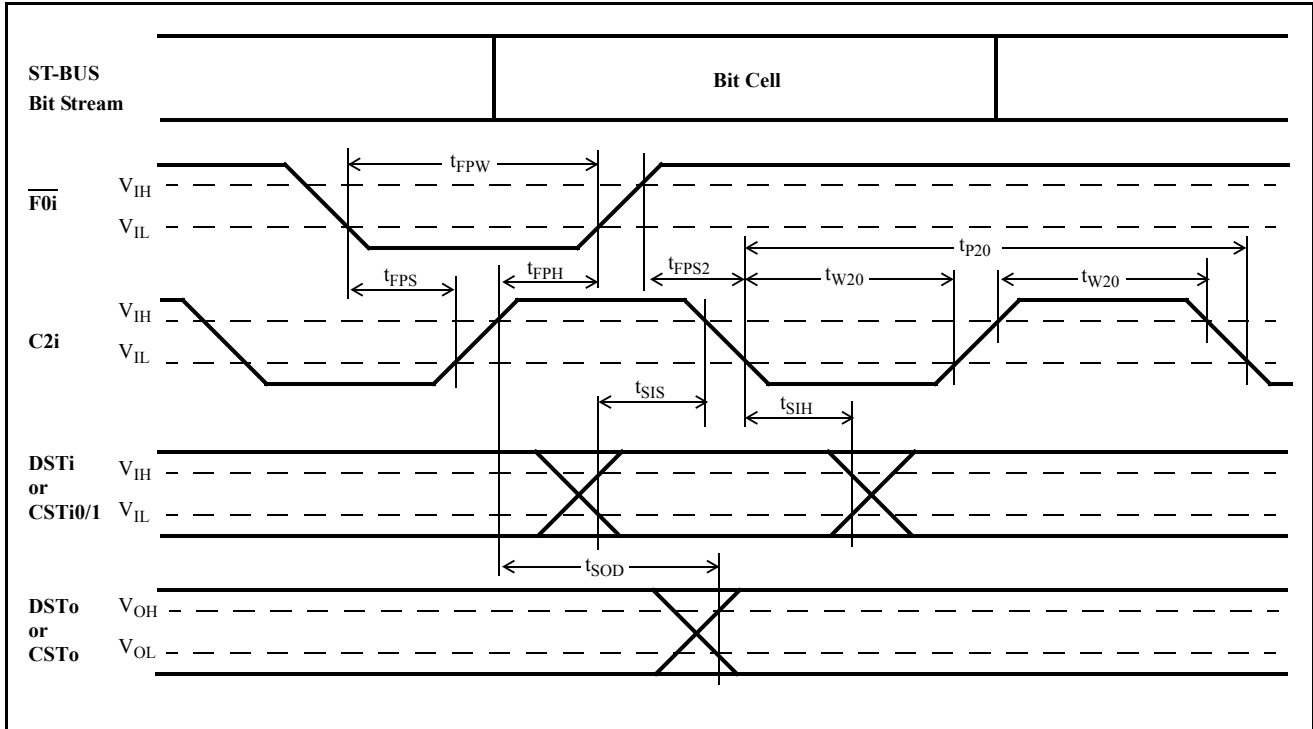 ST-BUS
Bit Stream
Bit Cell
tFPW
F0i
VIH
VIL
tP20
tFPS
tFPH
tFPS2
tW20
tW20
C2i
VIH
VIL
tSIS
tSIH
DSTi
or
CSTi0/1
VIH
VIL
tSOD
DSTo
or
CSTo
VOH
VOL